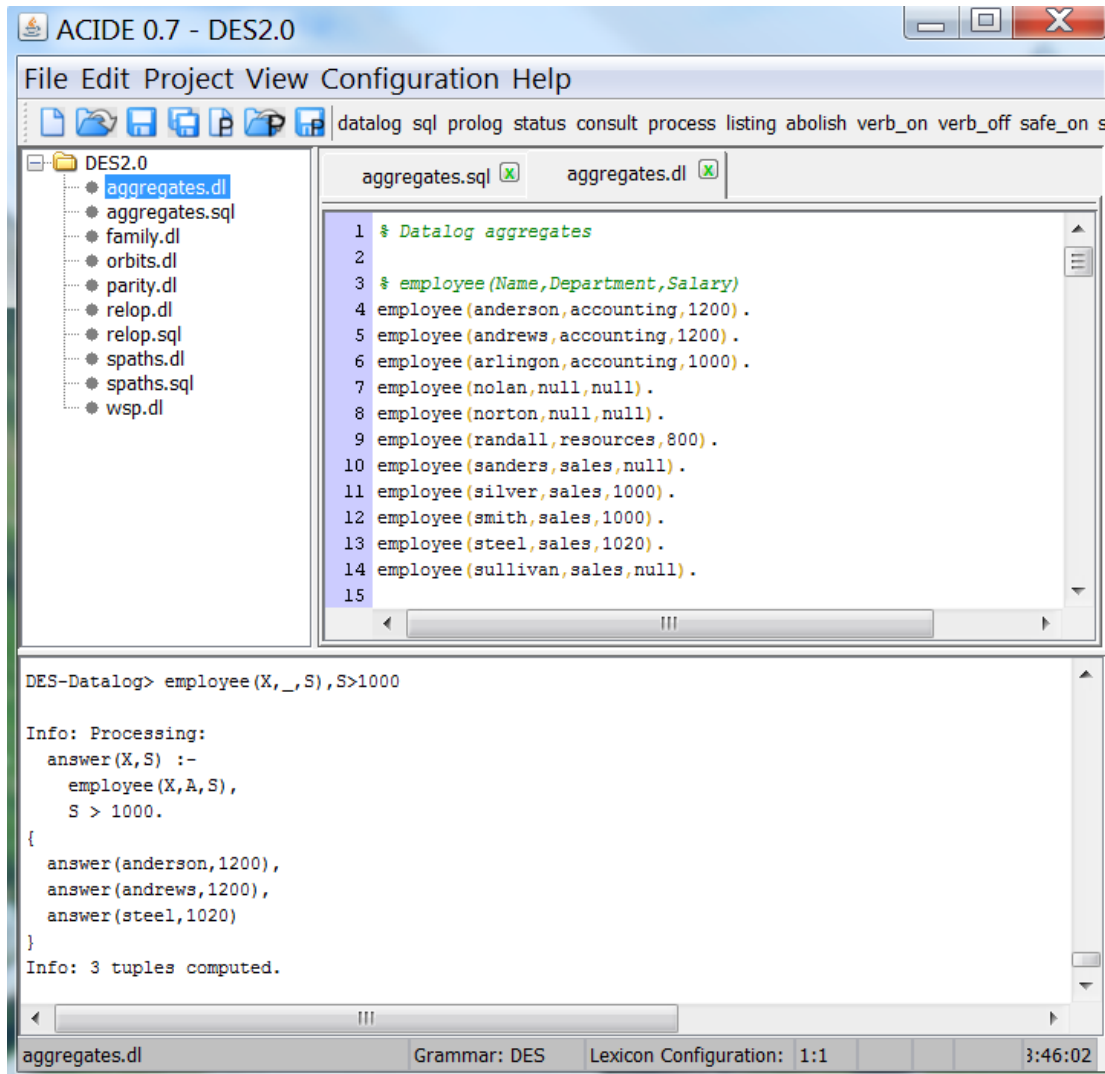 ACIDE 0.7 - DES2.0
File Edit Project View Configuration Help
datalog sql prolog status consult process listing abolish verb_on verb_off safe_on
DES2.0
aggregates.dl
aggregates.sql
family.dl
orbits.dl
parity.dl
relop.dl
relop.sql
spaths.dl
spaths.sql
wsp.dl
aggregates.sql aggregates.dl
1 % Datalog aggregates
2
3 % employee(Name,Department,Salary)
4 employee(anderson,accounting,1200).
5 employee(andrews,accounting,1200).
6 employee(arlingon,accounting,1000).
7 employee(nolan,null,null).
8 employee(norton,null,null).
9 employee(randall,resources,800).
10 employee(sanders,sales,null).
11 employee(silver,sales,1000).
12 employee(smith,sales,1000).
13 employee(steel,sales,1020).
14 employee(sullivan,sales,null).
15
DES-Datalog> employee(X,_,S),S>1000
Info: Processing:
answer(X,S) :-
employee(X,A,S),
S > 1000.
{
answer(anderson,1200),
answer(andrews,1200),
answer(steel,1020)
}
Info: 3 tuples computed.
aggregates.dl Grammar: DES Lexicon Configuration: 1:1 :46:02